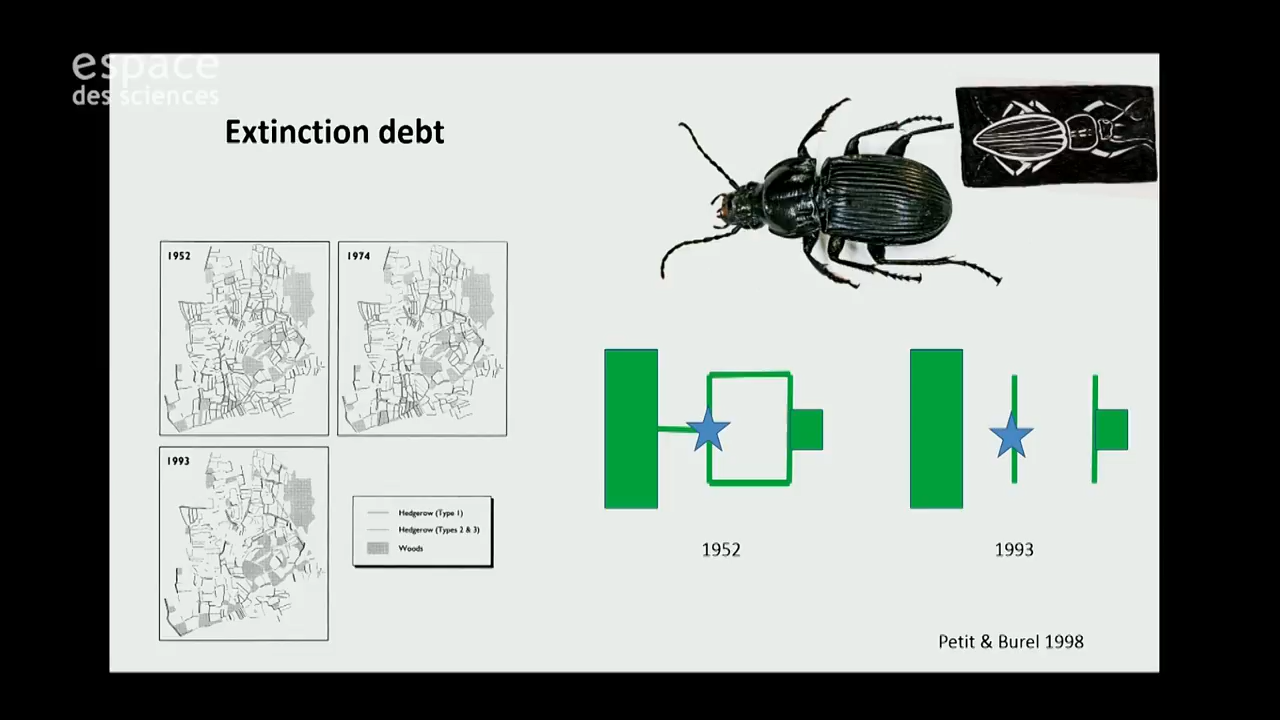 espace
des sciences
Extinction debt
1952
1974
1993
Hedgerow (Type 1)
Hedgerow (Types 2 & 3)
Woods
1952
1993
Petit & Burel 1998